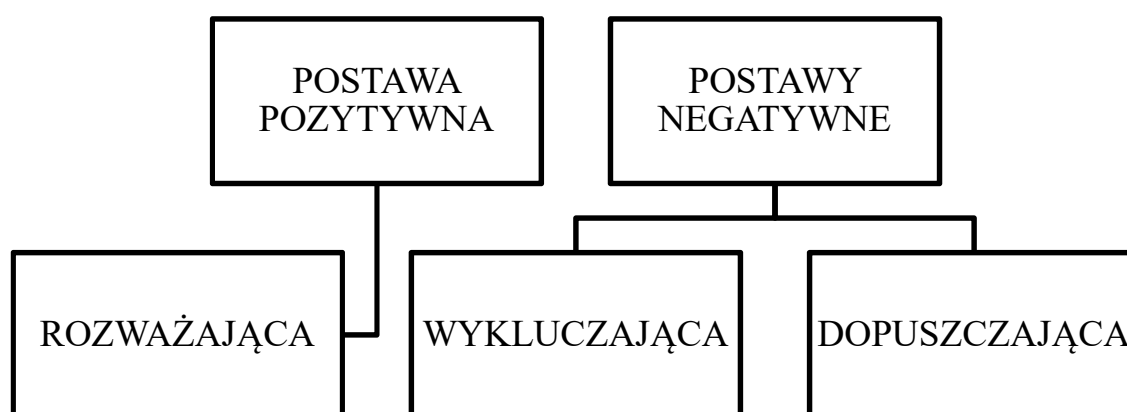 POSTAWA
POZYTYWNA
POSTAWY
NEGATYWNE
ROZWAŻAJĄCA
WYKLUCZAJĄCA
DOPUSZCZAJĄCA